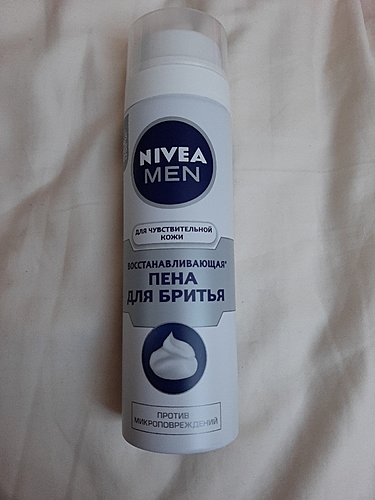 NIVEA
MEN
ДЛЯ ЧУВСТВИТЕЛЬНОЙ
КОЖИ
ВОССТАНАВЛИВАЮЩАЯ*
ПЕНА
ДЛЯ БРИТЬЯ
ПРОТИВ
МИКРОПОВРЕЖДЕНИЙ